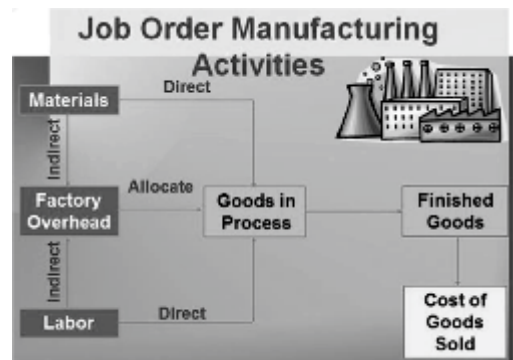 Job Order Manufacturing
Activities
Direct
Materials
Indirect
Factory
Overhead
Allocate
Goods in
Process
Finished
Goods
Indirect
Labor
Direct
Cost of
Goods
Sold